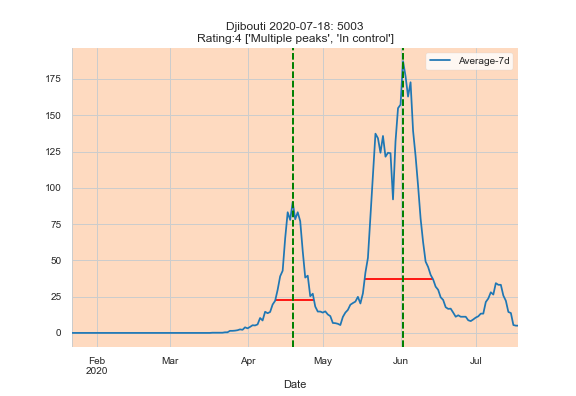 Djibouti 2020-07-18: 5003
Rating:4 ['Multiple peaks', 'In control']
Average-7d
175
150
125
100
75
50
25
0
Feb
2020
Mar
Apr
May
Jun
Jul
Date